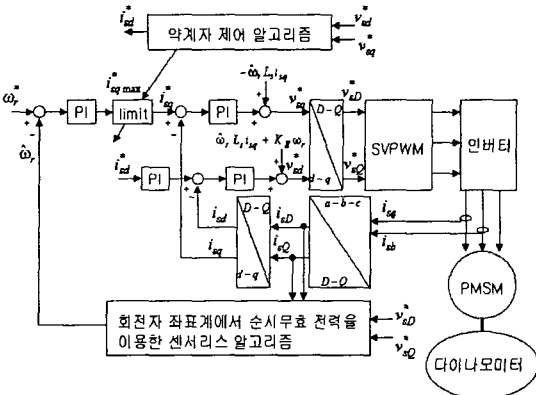 i*sd
약계자 제어 알고리즘
v*sd
v*sq
ω*r
PI
i*sq max
limit
i*sq
PI
-ω̂r Ls isq
v*sq
D-Q
d-q
v*sD
v*sQ
SVPWM
인버터
ω̂r
i*sd
PI
PI
ω̂r Ls isq + KE ωr
v*sd
isd
isq
D-Q
d-q
isD
isQ
a-b-c
D-Q
isa
isb
PMSM
회전자 좌표계에서 순시무효 전력을
이용한 센서리스 알고리즘
v*sD
v*sQ
다이나모미터